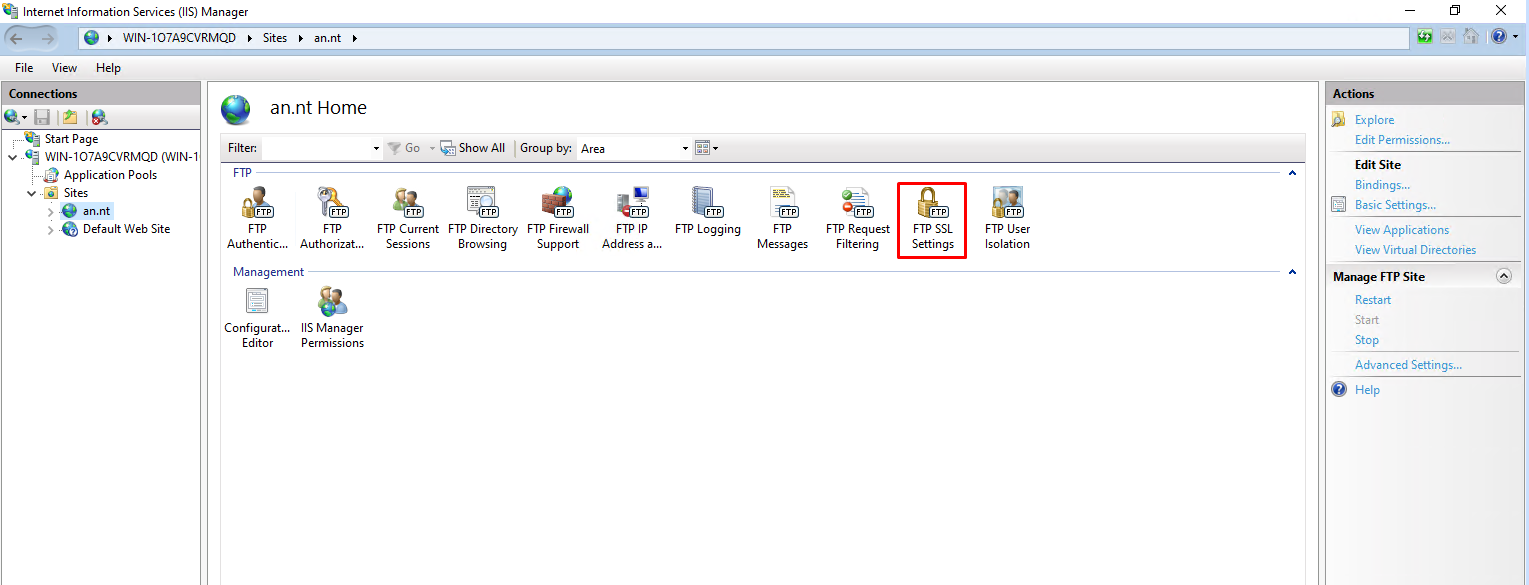 Internet Information Services (IIS) Manager
WIN-1O7A9CVRMQD Sites an.nt
File View Help
Connections
Start Page
WIN-1O7A9CVRMQD (WIN-1
Application Pools
Sites
an.nt
Default Web Site
an.nt Home
Filter: Go Show All Group by: Area
FTP
FTP Authentic...
FTP Authorizat...
FTP Current Sessions
FTP Directory Browsing
FTP Firewall Support
FTP IP Address a...
FTP Logging
FTP Messages
FTP Request Filtering
FTP SSL Settings
FTP User Isolation
Management
Configurat... Editor
IIS Manager Permissions
Actions
Explore
Edit Permissions...
Edit Site
Bindings...
Basic Settings...
View Applications
View Virtual Directories
Manage FTP Site
Restart
Start
Stop
Advanced Settings...
Help